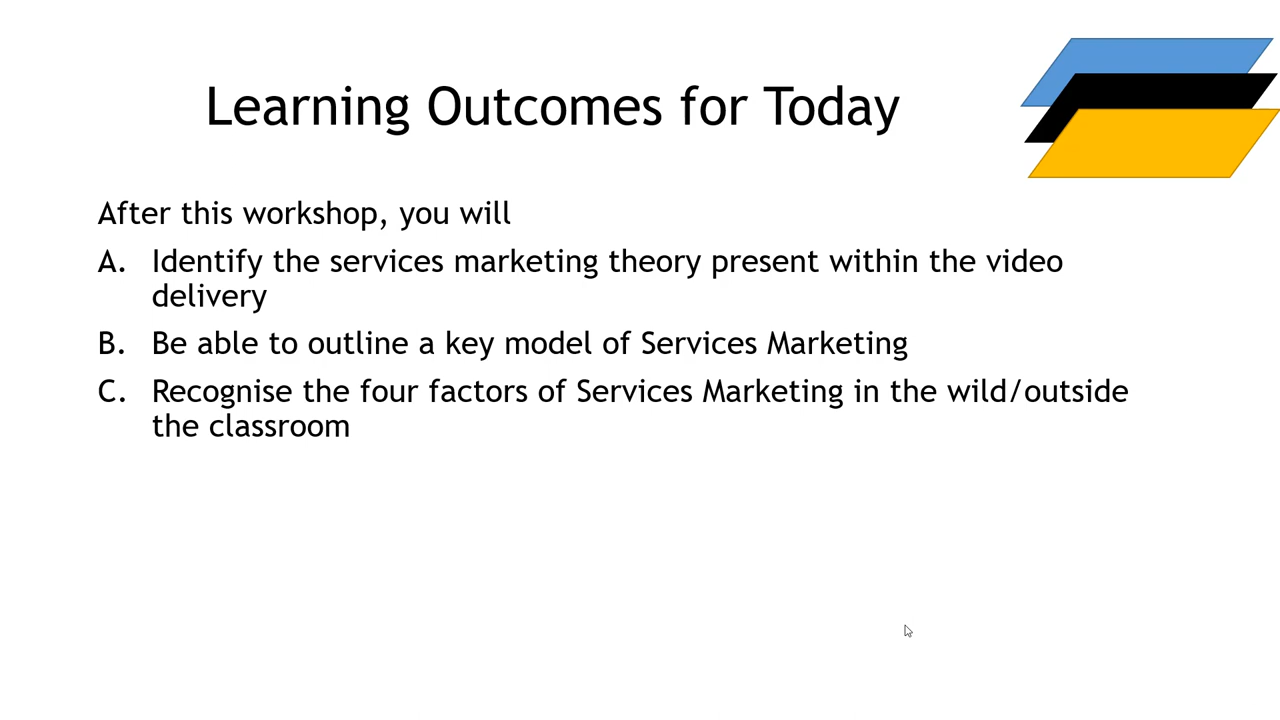 Learning Outcomes for Today
After this workshop, you will
A. Identify the services marketing theory present within the video
delivery
B. Be able to outline a key model of Services Marketing
C. Recognise the four factors of Services Marketing in the wild/outside
the classroom